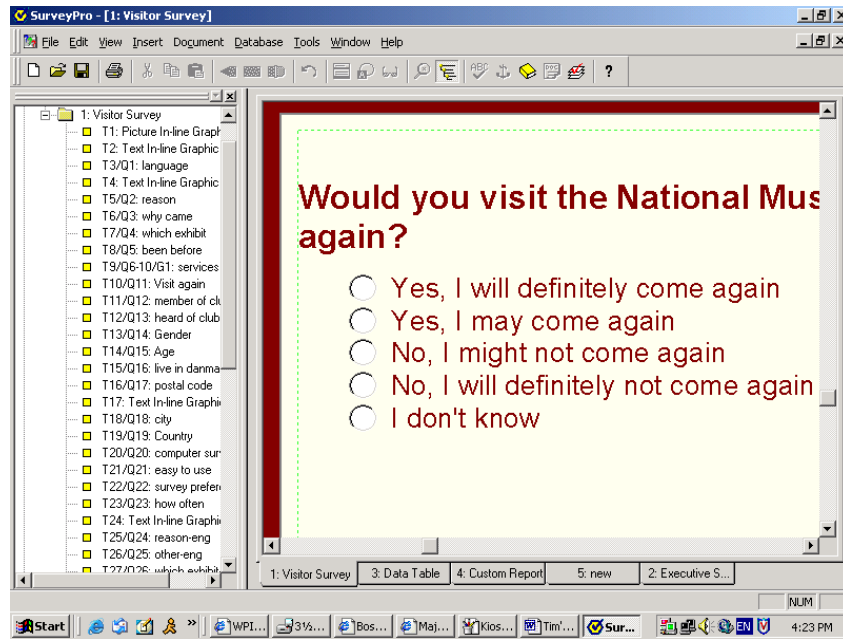 SurveyPro - [1: Visitor Survey]
File Edit View Insert Document Database Tools Window Help
ABC ?
1: Visitor Survey
T1: Picture In-line Graph
T2: Text In-line Graphic
T3/Q1: language
T4: Text In-line Graphic
T5/Q2: reason
T6/Q3: why came
T7/Q4: which exhibit
T8/Q5: been before
T9/Q6-10/G1: services
T10/Q11: Visit again
T11/Q12: member of clu
T12/Q13: heard of club
T13/Q14: Gender
T14/Q15: Age
T15/Q16: live in danma
T16/Q17: postal code
T17: Text In-line Graphi
T18/Q18: city
T19/Q19: Country
T20/Q20: computer sur
T21/Q21: easy to use
T22/Q22: survey prefer
T23/Q23: how often
T24: Text In-line Graphi
T25/Q24: reason-eng
T26/Q25: other-eng
T27/Q26: which exhibit
Would you visit the National Mus
again?
Yes, I will definitely come again
Yes, I may come again
No, I might not come again
No, I will definitely not come again
I don't know
1: Visitor Survey 3: Data Table 4: Custom Report 5: new 2: Executive S...
NUM
Start » WPI... 3½... Bos... Maj... Kios... Tim'... Sur... EN 4:23 PM